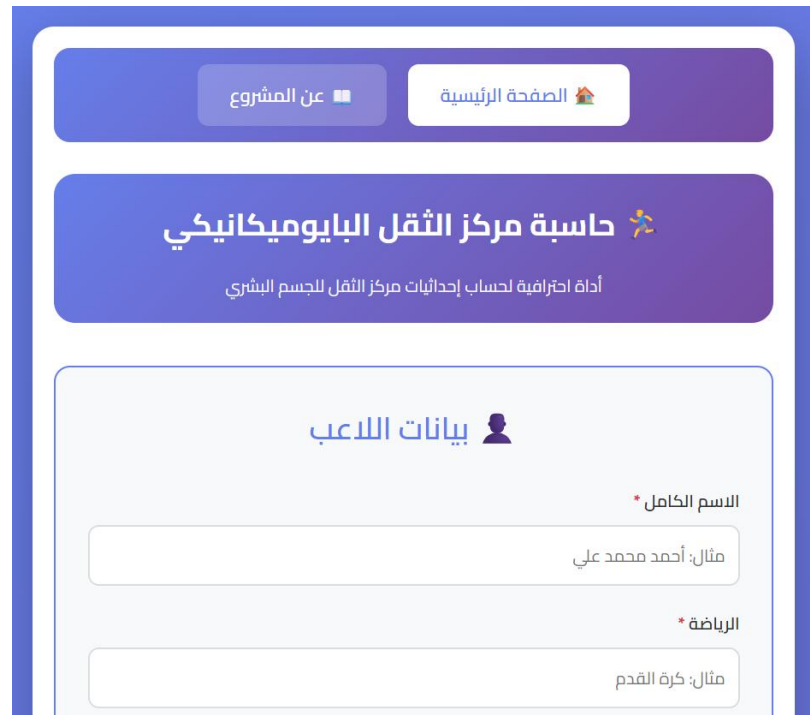 🏠 الصفحة الرئيسية
📖 عن المشروع
🏃 حاسبة مركز الثقل البايوميكانيكي
أداة احترافية لحساب إحداثيات مركز الثقل للجسم البشري
👤 بيانات اللاعب
الاسم الكامل *
مثال: أحمد محمد علي
الرياضة *
مثال: كرة القدم